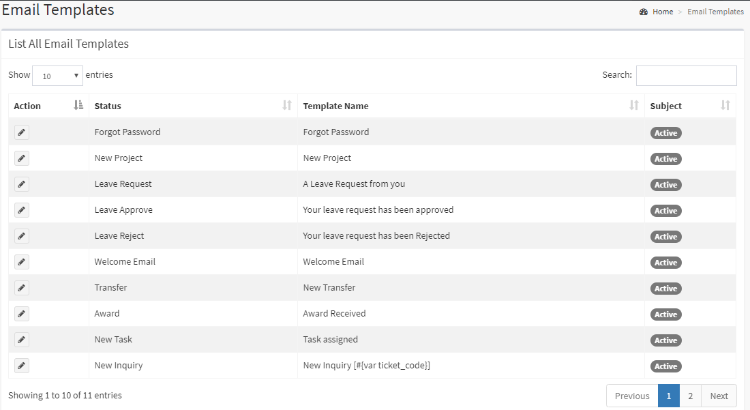 Email Templates
Home > Email Templates
List All Email Templates
Show 10 entries
Search:
Action Status Template Name Subject
Forgot Password Forgot Password Active
New Project New Project Active
Leave Request A Leave Request from you Active
Leave Approve Your leave request has been approved Active
Leave Reject Your leave request has been Rejected Active
Welcome Email Welcome Email Active
Transfer New Transfer Active
Award Award Received Active
New Task Task assigned Active
New Inquiry New Inquiry [#{var ticket_code}] Active
Showing 1 to 10 of 11 entries
Previous 1 2 Next